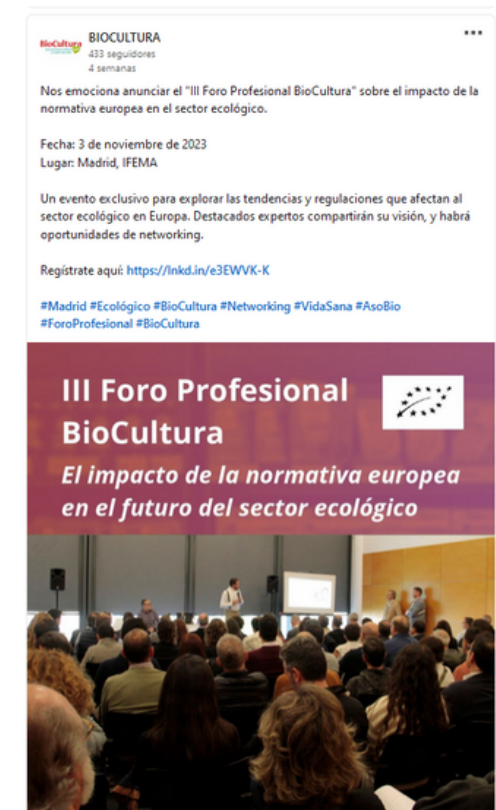 BioCultura
BIOCULTURA
433 seguidores
4 semanas
Nos emociona anunciar el "III Foro Profesional BioCultura" sobre el impacto de la
normativa europea en el sector ecológico.
Fecha: 3 de noviembre de 2023
Lugar: Madrid, IFEMA
Un evento exclusivo para explorar las tendencias y regulaciones que afectan al
sector ecológico en Europa. Destacados expertos compartirán su visión, y habrá
oportunidades de networking.
Regístrate aquí: https://lnkd.in/e3EWVK-K
#Madrid #Ecológico #BioCultura #Networking #VidaSana #AsoBio
#ForoProfesional #BioCultura
III Foro Profesional
BioCultura
El impacto de la normativa europea
en el futuro del sector ecológico